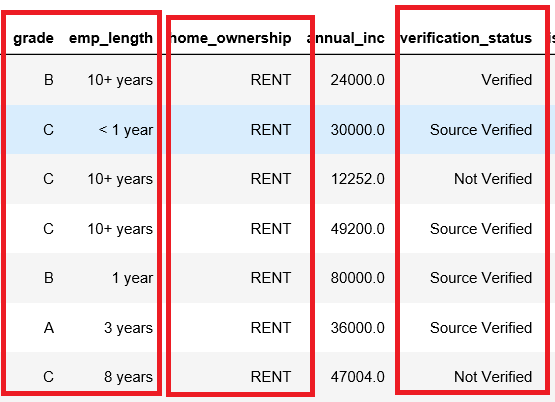 grade emp_length home_ownership annual_inc verification_status
B 10+ years RENT 24000.0 Verified
C < 1 year RENT 30000.0 Source Verified
C 10+ years RENT 12252.0 Not Verified
C 10+ years RENT 49200.0 Source Verified
B 1 year RENT 80000.0 Source Verified
A 3 years RENT 36000.0 Source Verified
C 8 years RENT 47004.0 Not Verified